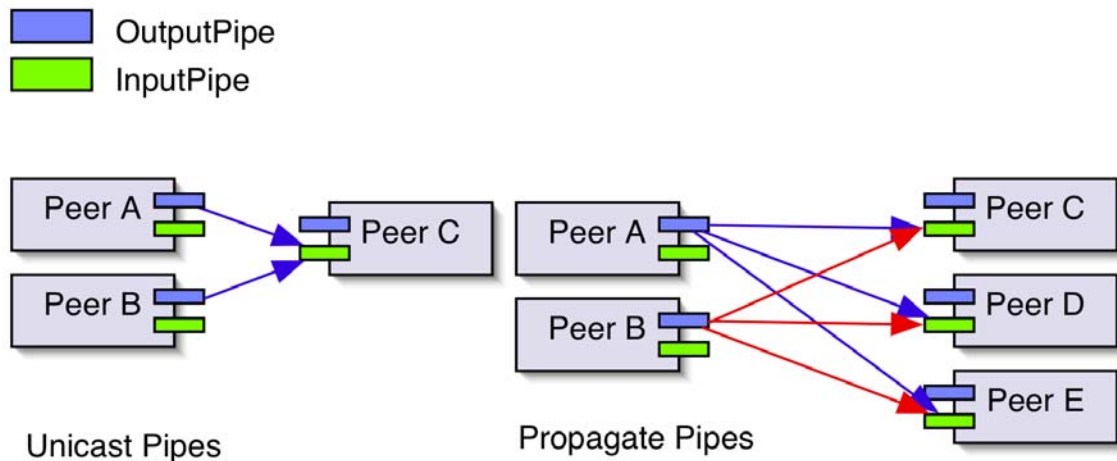 OutputPipe
InputPipe
Peer A
Peer B
Peer C
Unicast Pipes
Peer A
Peer B
Peer C
Peer D
Peer E
Propagate Pipes